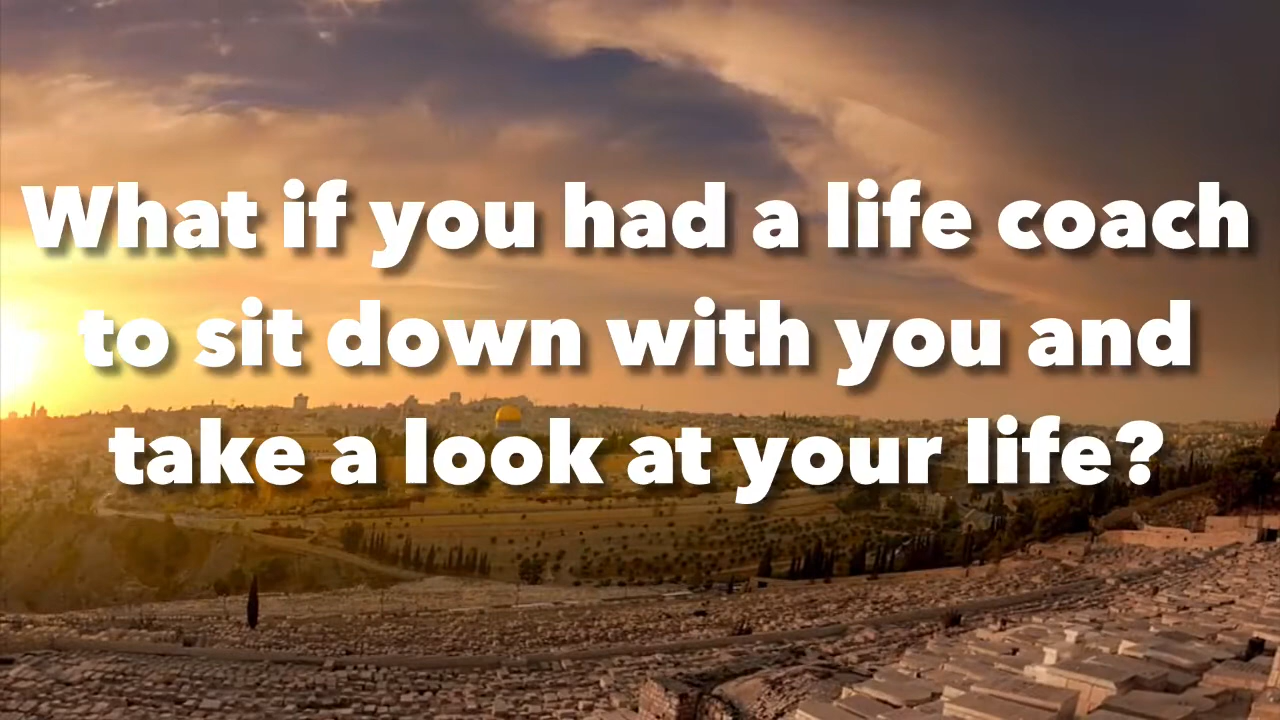 What if you had a life coach
to sit down with you and
take a look at your life?